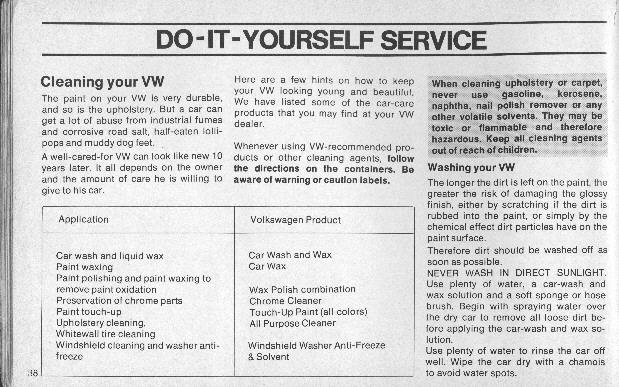 DO-IT-YOURSELF SERVICE
Cleaning your VW
The paint on your VW is very durable,
and so is the upholstery. But a car can
get a lot of abuse from industrial fumes
and corrosive road salt, half-eaten lolli-
pops and muddy dog feet.
A well-cared-for VW can look like new 10
years later. It all depends on the owner
and the amount of care he is willing to
give to his car.
Here are a few hints on how to keep
your VW looking young and beautiful.
We have listed some of the car-care
products that you may find at your VW
dealer.
Whenever using VW-recommended pro-
ducts or other cleaning agents, follow
the directions on the containers. Be
aware of warning or caution labels.
Application Volkswagen Product
Car wash and liquid wax Car Wash and Wax
Paint waxing Car Wax
Paint polishing and paint waxing to
remove paint oxidation Wax Polish combination
Preservation of chrome parts Chrome Cleaner
Paint touch-up Touch-Up Paint (all colors)
Upholstery cleaning, All Purpose Cleaner
Whitewall tire cleaning
Windshield cleaning and washer anti- Windshield Washer Anti-Freeze
freeze & Solvent
When cleaning upholstery or carpet,
never use gasoline, kerosene,
naphtha, nail polish remover or any
other volatile solvents. They may be
toxic or flammable and therefore
hazardous. Keep all cleaning agents
out of reach of children.
Washing your VW
The longer the dirt is left on the paint, the
greater the risk of damaging the glossy
finish, either by scratching if the dirt is
rubbed into the paint, or simply by the
chemical effect dirt particles have on the
paint surface.
Therefore dirt should be washed off as
soon as possible.
NEVER WASH IN DIRECT SUNLIGHT.
Use plenty of water, a car-wash and
wax solution and a soft sponge or hose
brush. Begin with spraying water over
the dry car to remove all loose dirt be-
fore applying the car-wash and wax so-
lution.
Use plenty of water to rinse the car off
well. Wipe the car dry with a chamois
to avoid water spots.
38